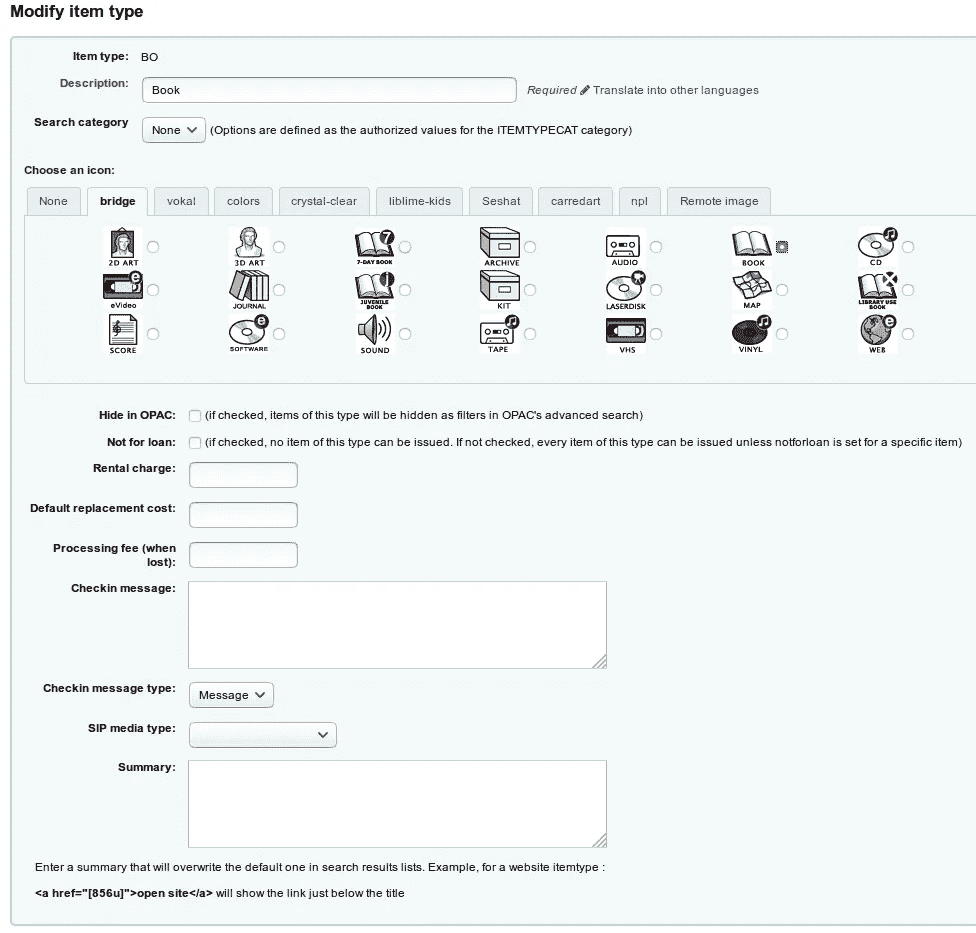 Modify item type
Item type: BO
Description: Book Required Translate into other languages
Search category None (Options are defined as the authorized values for the ITEMTYPECAT category)
Choose an icon:
None bridge vokal colors crystal-clear liblime-kids Seshat carredart npl Remote image
2D ART 3D ART 7-DAY BOOK ARCHIVE AUDIO BOOK CD
eVideo JOURNAL JUVENILE BOOK KIT LASERDISK MAP LIBRARY USE BOOK
SCORE SOFTWARE SOUND TAPE VHS VINYL WEB
Hide in OPAC: (if checked, items of this type will be hidden as filters in OPAC's advanced search)
Not for loan: (if checked, no item of this type can be issued. If not checked, every item of this type can be issued unless notforloan is set for a specific item)
Rental charge:
Default replacement cost:
Processing fee (when
lost):
Checkin message:
Checkin message type: Message
SIP media type:
Summary:
Enter a summary that will overwrite the default one in search results lists. Example, for a website itemtype :
<a href="[856u]">open site</a> will show the link just below the title